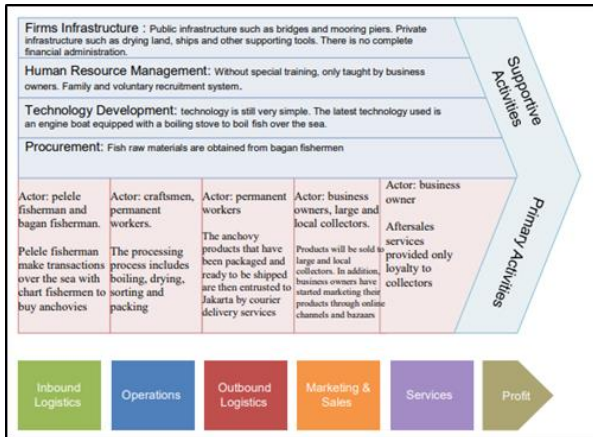 Firms Infrastructure : Public infrastructure such as bridges and mooring piers. Private
infrastructure such as drying land, ships and other supporting tools. There is no complete
financial administration.
Human Resource Management: Without special training, only taught by business
owners. Family and voluntary recruitment system.
Technology Development: technology is still very simple. The latest technology used is
an engine boat equipped with a boiling stove to boil fish over the sea.
Procurement: Fish raw materials are obtained from bagan fishermen
Supportive
Activities
Actor: pelele
fisherman and
bagan fisherman.
Pelele fisherman
make transactions
over the sea with
chart fishermen to
buy anchovies
Actor: craftsmen,
permanent
workers.
The processing
process includes
boiling, drying,
sorting and
packing
Actor: permanent
workers
The anchovy
products that have
been packaged and
ready to be shipped
are then entrusted to
Jakarta by courier
delivery services
Actor: business
owners, large and
local collectors.
Products will be sold to
large and local
collectors. In addition,
business owners have
started marketing their
products through online
channels and bazaars
Actor: business
owner
Aftersales
services
provided only
loyalty to
collectors
Primary Activities
Inbound
Logistics
Operations
Outbound
Logistics
Marketing &
Sales
Services
Profit